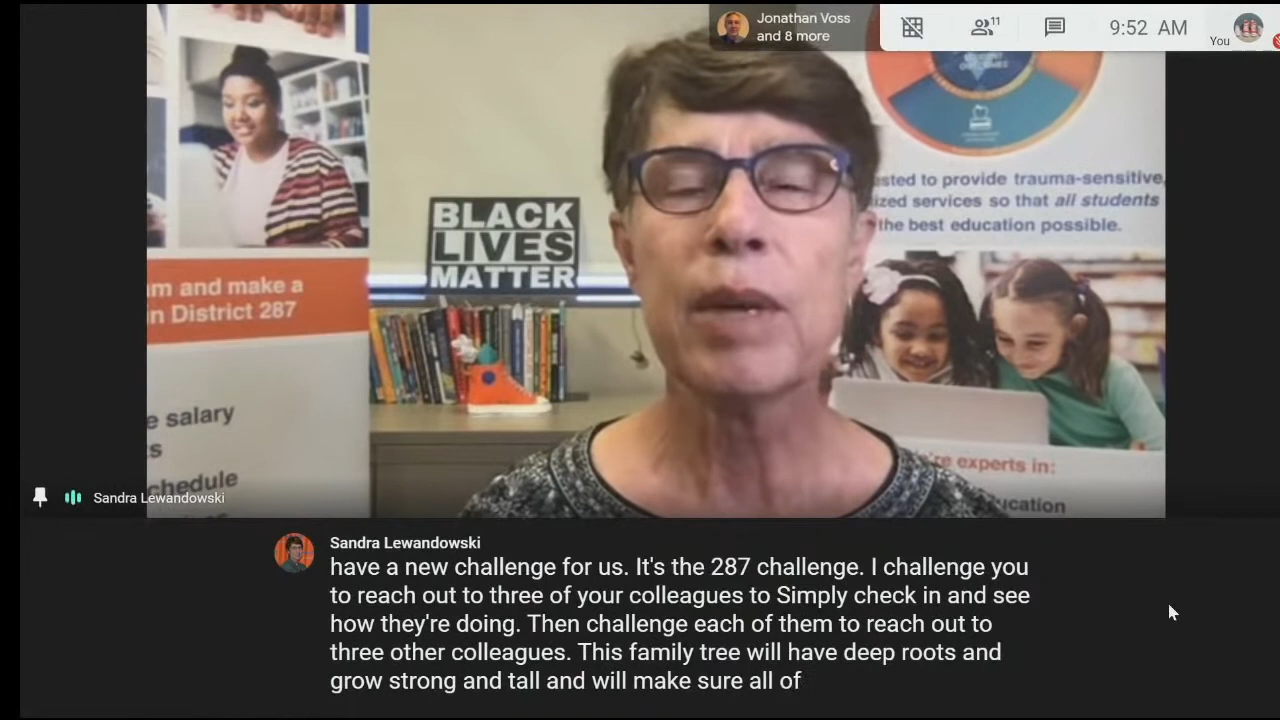 Jonathan Voss
and 8 more
11
9:52 AM
You
BLACK
LIVES
MATTER
and make a
in District 287
salary
schedule
to provide trauma-sensitive,
services so that all students
the best education possible.
experts in:
Sandra Lewandowski
Sandra Lewandowski
have a new challenge for us. It's the 287 challenge. I challenge you
to reach out to three of your colleagues to Simply check in and see
how they're doing. Then challenge each of them to reach out to
three other colleagues. This family tree will have deep roots and
grow strong and tall and will make sure all of